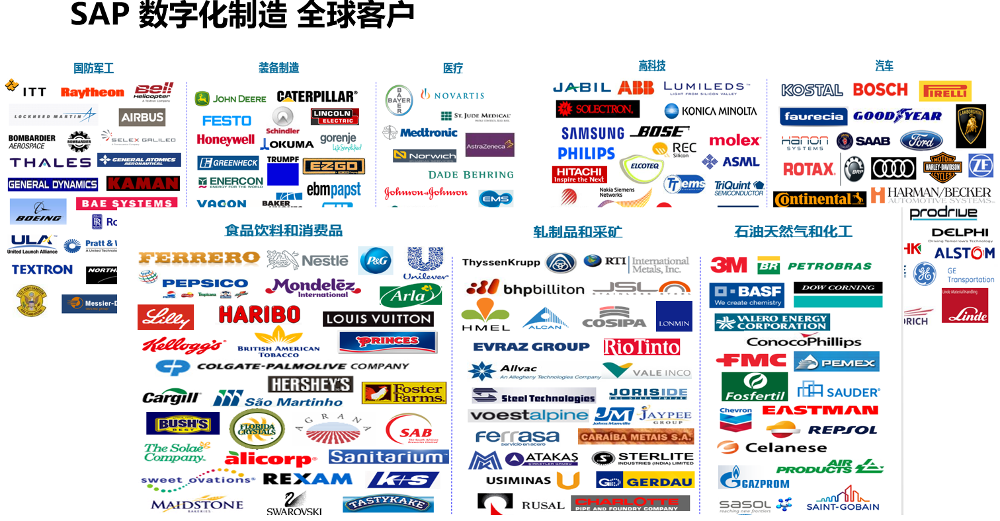 SAP 数字化制造 全球客户
国防军工
ITT Raytheon Bell Helicopter
A Textron Company
LOCKHEED MARTIN AIRBUS
BOMBARDIER
AEROSPACE
BOMBARDIER
SELEX GALILEO
THALES GENERAL ATOMICS
AERONAUTICAL
GENERAL DYNAMICS KAMAN
BOEING BAE SYSTEMS
ULA
United Launch Alliance
Pratt &
TEXTRON
Messier-D
装备制造
JOHN DEERE CATERPILLAR®
FESTO Schindler LINCOLN
ELECTRIC
Honeywell OKUMA gorenje
Life Simplified
GREENHECK TRUMPF E-Z-GO
ENERCON
ENERGY FOR THE WORLD
ebmpapst
VACON BAKER
医疗
BAYER NOVARTIS
ST. JUDE MEDICAL
Medtronic AstraZeneca
Norwich
PHARMA SERVICES
DADE BEHRING
Johnson & Johnson EMS
高科技
JABIL ABB LUMILEDS™
LIGHT FROM SILICON VALLEY
SOLECTRON. KONICA MINOLTA
SAMSUNG BOSE molex®
PHILIPS REC
Silicon
ELCOTEQ ASML
HITACHI
Inspire the Next
TTems TriQuint
SEMICONDUCTOR
Nokia Siemens
Networks
汽车
KOSTAL BOSCH PIRELLI
faurecia GOODYEAR LAMBORGHINI
HANON
SYSTEMS
SAAB Ford
ROTAX. BRP MOTOR
HARLEY-DAVIDSON
CYCLES
ZF
Continental HARMAN/BECKER
AUTOMOTIVE SYSTEMS
prodrive
DELPHI
Driving Tomorrow's Technology
HK ALSTOM
GE
Transportation
DRICH
Linde Material Handling
Linde
食品饮料和消费品
FERRERO Nestlé P&G Unilever
PEPSICO Mondelēz
International
Arla
Tropicana
Lilly HARIBO LOUIS VUITTON
Kellogg's® BRITISH AMERICAN
TOBACCO
PRINCES
COLGATE-PALMOLIVE COMPANY
HERSHEY'S
Cargill São Martinho Foster
Farms.
BUSH'S
BEST
FLORIDA
CRYSTALS
AGRANA SAB
The South African
Breweries Limited
The Solae
Company™
alicorp® Sanitarium™
sweet ovations® REXAM k+s
MAIDSTONE
BAKERIES
SWAROVSKI TASTYKAKE
轧制品和采矿
ThyssenKrupp RTI International
Metals, Inc.
bhpbilliton JSL
STAINLESS STEEL
HMEL ALCAN COSIPA LONMIN
EVRAZ GROUP RioTinto
Allvac
An Allegheny Technologies Company
VALE INCO
Steel Technologies JORISIDE
THE STEEL FUTURE
voestalpine JM
Johns Manville
JAYPEE
GROUP
ferrasa
servicio en acero
CARAÍBA METAIS S.A.
ATAKAŞ
ŞİRKETLER GRUBU
STERLITE
INDUSTRIES (INDIA) LIMITED
USIMINAS GERDAU
RUSAL CHARLOTTE
PIPE AND FOUNDRY COMPANY
石油天然气和化工
3M BR PETROBRAS
BASF
We create chemistry
DOW CORNING
VALERO ENERGY
CORPORATION
ConocoPhillips
FMC PEMEX
Fosfertil SAUDER®
Chevron EASTMAN
REPSOL
Celanese
AIR
PRODUCTS
GAZPROM
sasol
reaching new frontiers
SAINT-GOBAIN